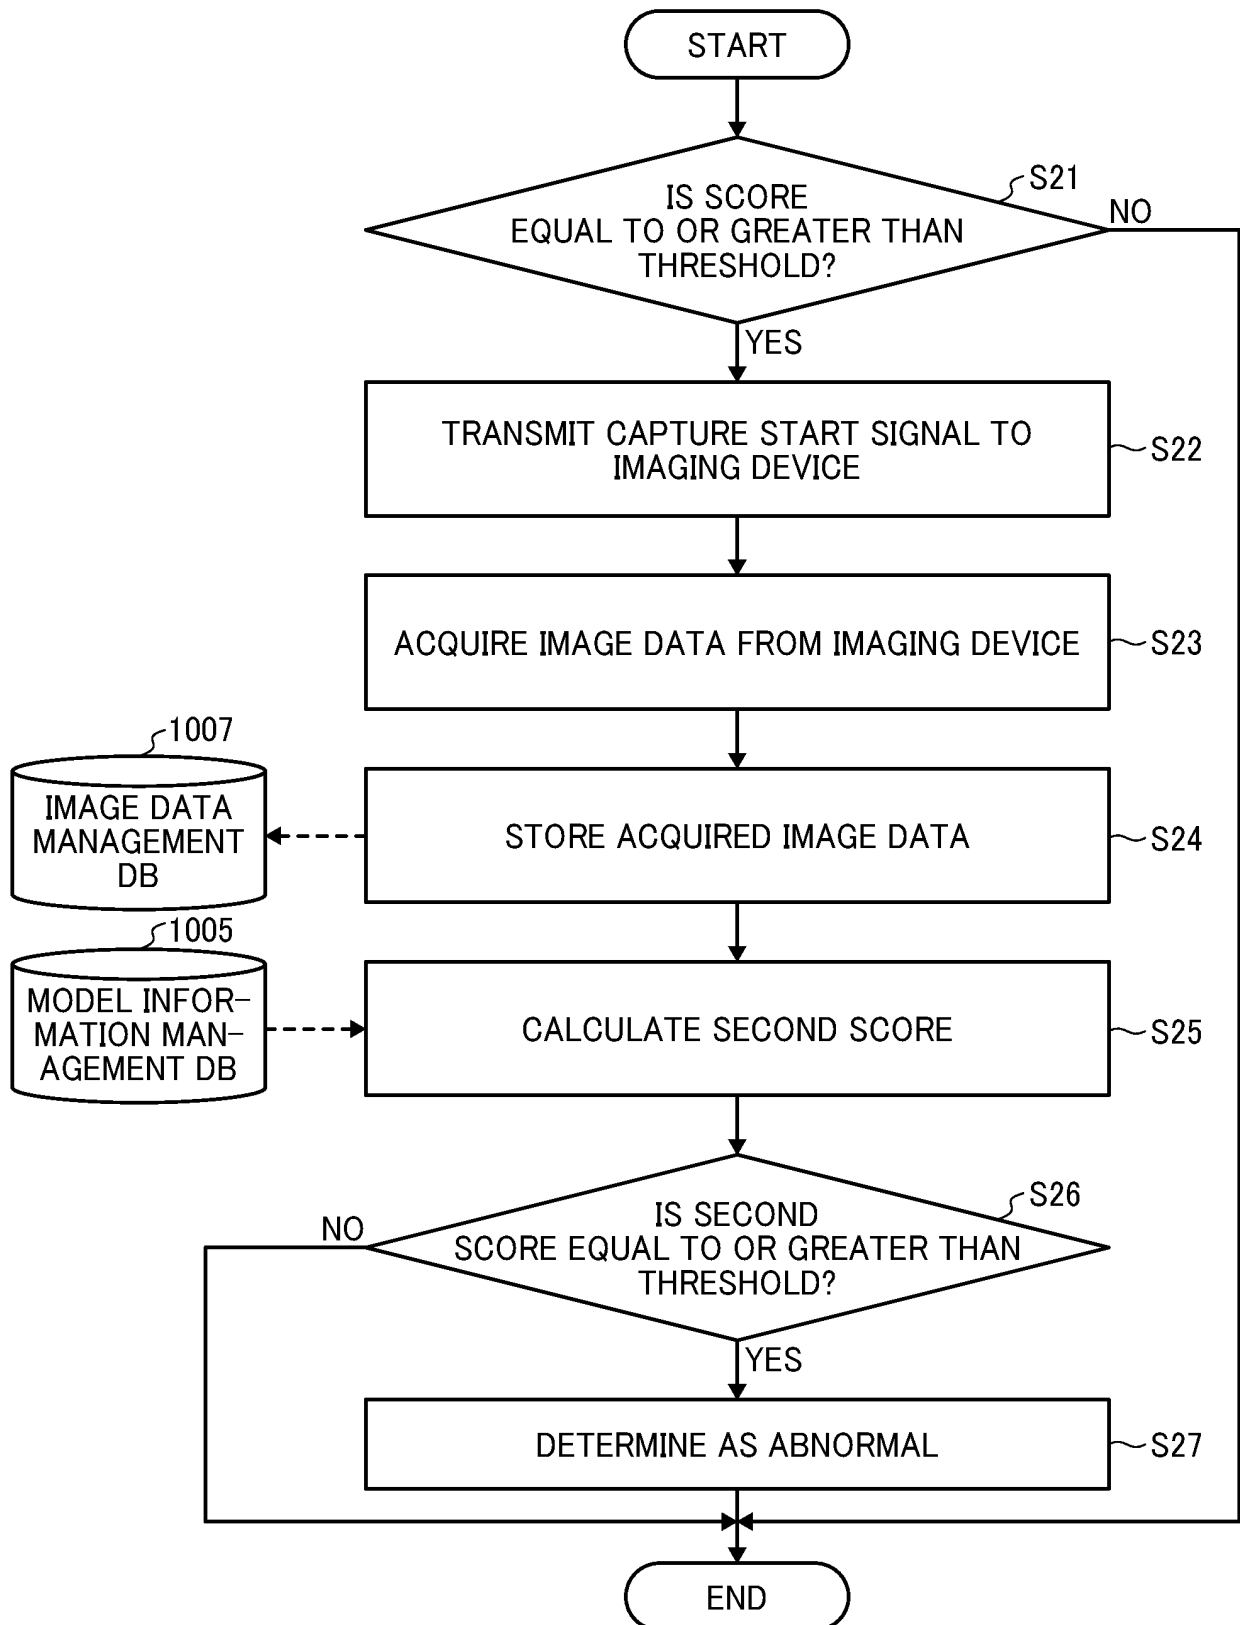 START
IS SCORE
EQUAL TO OR GREATER THAN
THRESHOLD?
S21
NO
YES
TRANSMIT CAPTURE START SIGNAL TO
IMAGING DEVICE
S22
ACQUIRE IMAGE DATA FROM IMAGING DEVICE
S23
1007
IMAGE DATA
MANAGEMENT
DB
STORE ACQUIRED IMAGE DATA
S24
1005
MODEL INFOR-
MATION MAN-
AGEMENT DB
CALCULATE SECOND SCORE
S25
IS SECOND
SCORE EQUAL TO OR GREATER THAN
THRESHOLD?
S26
NO
YES
DETERMINE AS ABNORMAL
S27
END